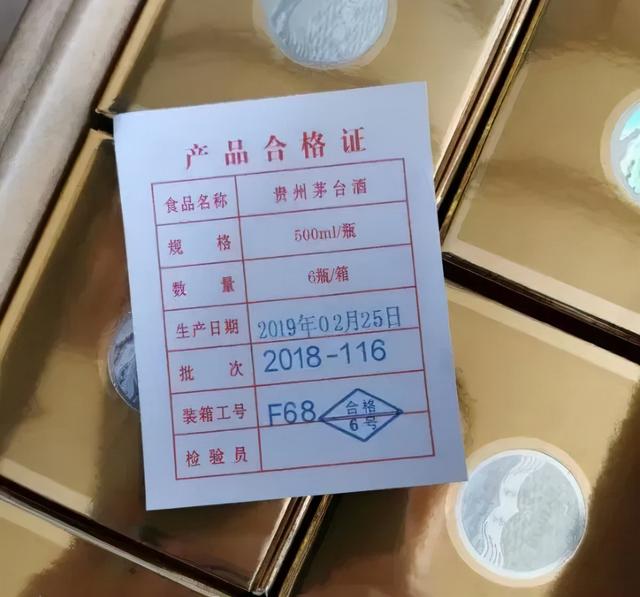 产品合格证
食品名称 贵州茅台酒
规格 500ml/瓶
数量 6瓶/箱
生产日期 2019年02月25日
批次 2018-116
装箱工号 F68 合格
6号
检验员